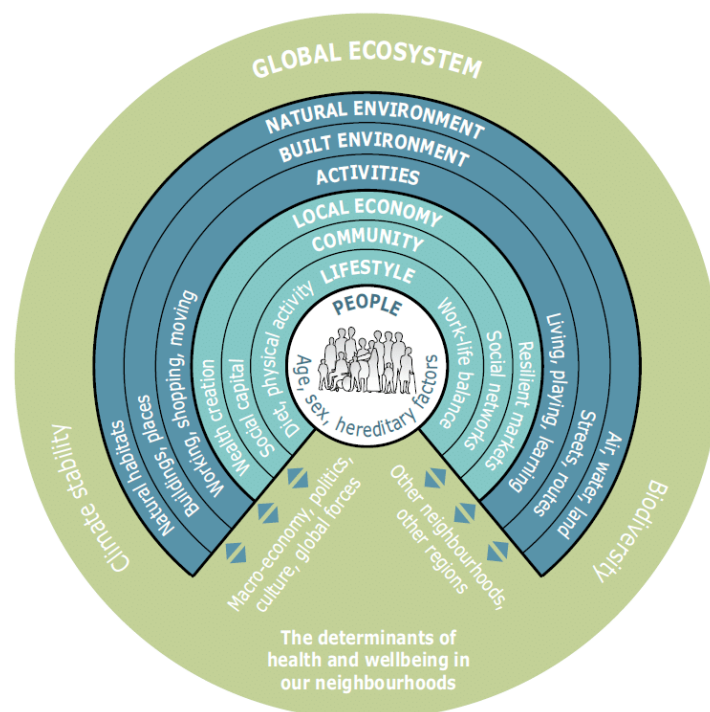 GLOBAL ECOSYSTEM
NATURAL ENVIRONMENT
BUILT ENVIRONMENT
ACTIVITIES
LOCAL ECONOMY
COMMUNITY
LIFESTYLE
PEOPLE
Age, sex, hereditary factors
Diet, physical activity
Work-life balance
Social capital
Social networks
Wealth creation
Resilient markets
Working, shopping, moving
Living, playing, learning
Buildings, places
Streets, routes
Natural habitats
Air, water, land
Climate stability
Biodiversity
Macro-economy, politics,
culture, global forces
Other neighbourhoods,
other regions
The determinants of
health and wellbeing in
our neighbourhoods